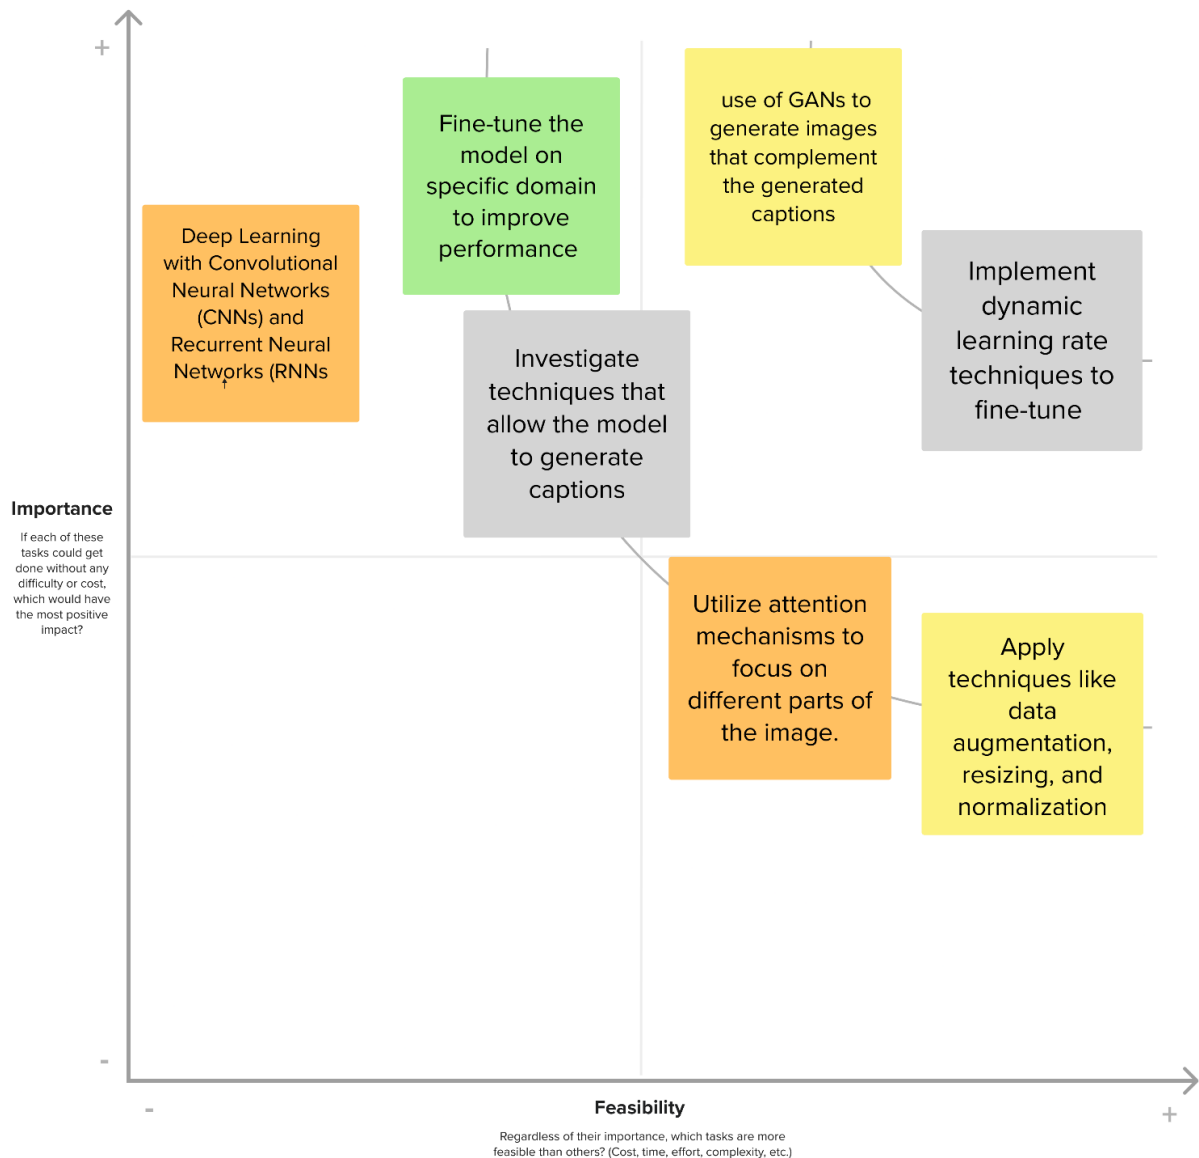 +
use of GANs to
generate images
that complement
the generated
captions
Fine-tune the
model on
specific domain
to improve
performance
Deep Learning
with Convolutional
Neural Networks
(CNNs) and
Recurrent Neural
Networks (RNNs
Implement
dynamic
learning rate
techniques to
fine-tune
Investigate
techniques that
allow the model
to generate
captions
Importance
If each of these
tasks could get
done without any
difficulty or cost,
which would have
the most positive
impact?
Utilize attention
mechanisms to
focus on
different parts of
the image.
Apply
techniques like
data
augmentation,
resizing, and
normalization
-
-
Feasibility
+
Regardless of their importance, which tasks are more
feasible than others? (Cost, time, effort, complexity, etc.)